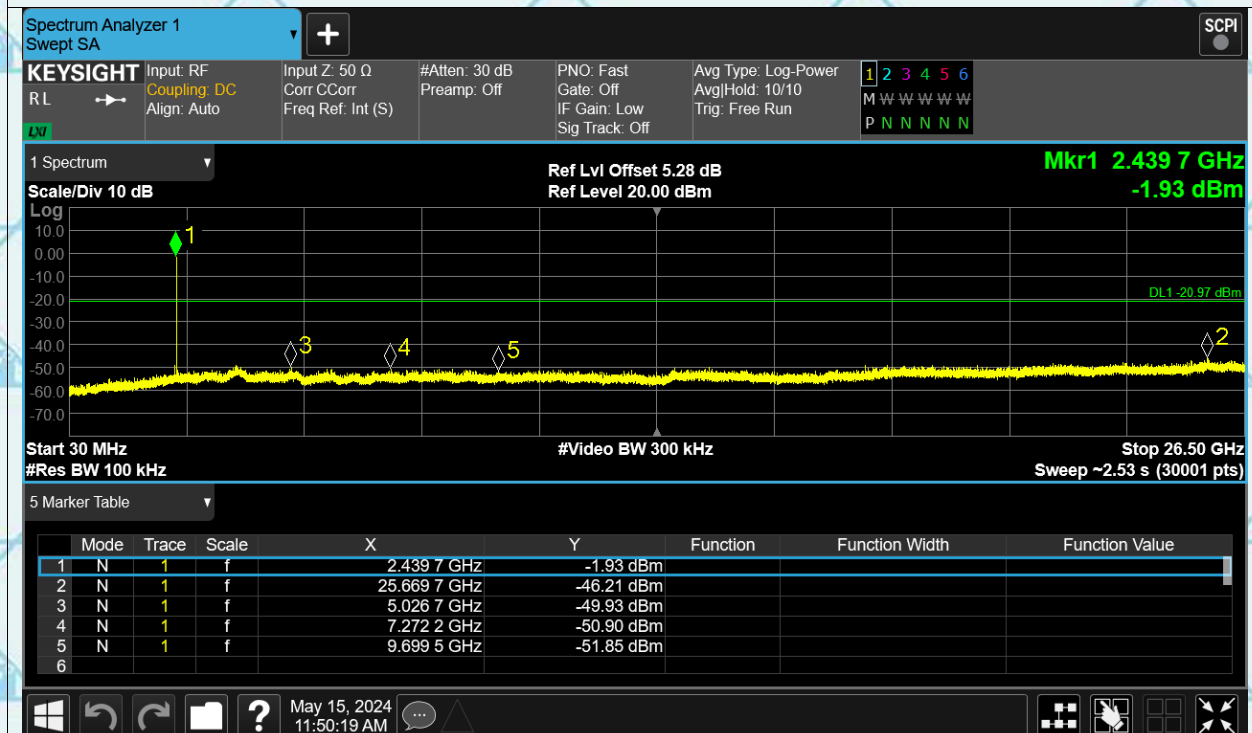 Spectrum Analyzer 1
Swept SA
+
SCPI
KEYSIGHT
RL
LXI
Input: RF
Coupling: DC
Align: Auto
Input Z: 50 Ω
Corr CCorr
Freq Ref: Int (S)
#Atten: 30 dB
Preamp: Off
PNO: Fast
Gate: Off
IF Gain: Low
Sig Track: Off
Avg Type: Log-Power
Avg|Hold: 10/10
Trig: Free Run
1 2 3 4 5 6
M W W W W W
P N N N N N
1 Spectrum
Scale/Div 10 dB
Ref Lvl Offset 5.28 dB
Ref Level 20.00 dBm
Mkr1 2.439 7 GHz
-1.93 dBm
Log
10.0
0.00
-10.0
-20.0
-30.0
-40.0
-50.0
-60.0
-70.0
1
3
4
5
2
DL1 -20.97 dBm
Start 30 MHz
#Video BW 300 kHz
Stop 26.50 GHz
#Res BW 100 kHz
Sweep ~2.53 s (30001 pts)
5 Marker Table
Mode Trace Scale X Y Function Function Width Function Value
1 N 1 f 2.439 7 GHz -1.93 dBm
2 N 1 f 25.669 7 GHz -46.21 dBm
3 N 1 f 5.026 7 GHz -49.93 dBm
4 N 1 f 7.272 2 GHz -50.90 dBm
5 N 1 f 9.699 5 GHz -51.85 dBm
6
?
May 15, 2024
11:50:19 AM